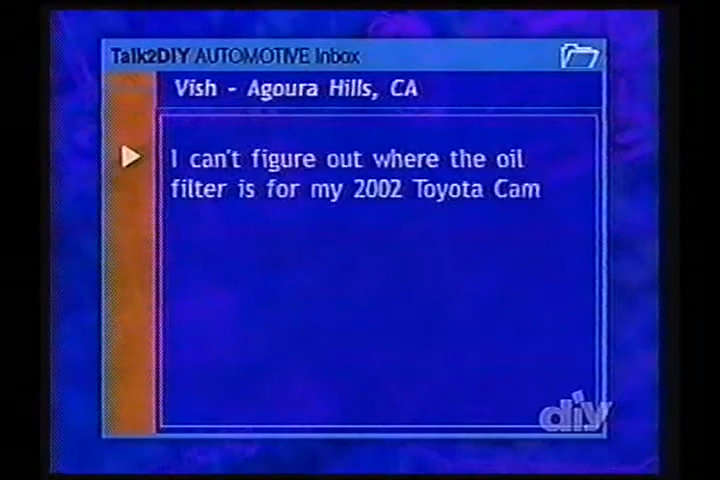 Talk2DIY AUTOMOTIVE Inbox
Vish - Agoura Hills, CA
I can't figure out where the oil
filter is for my 2002 Toyota Cam
diy